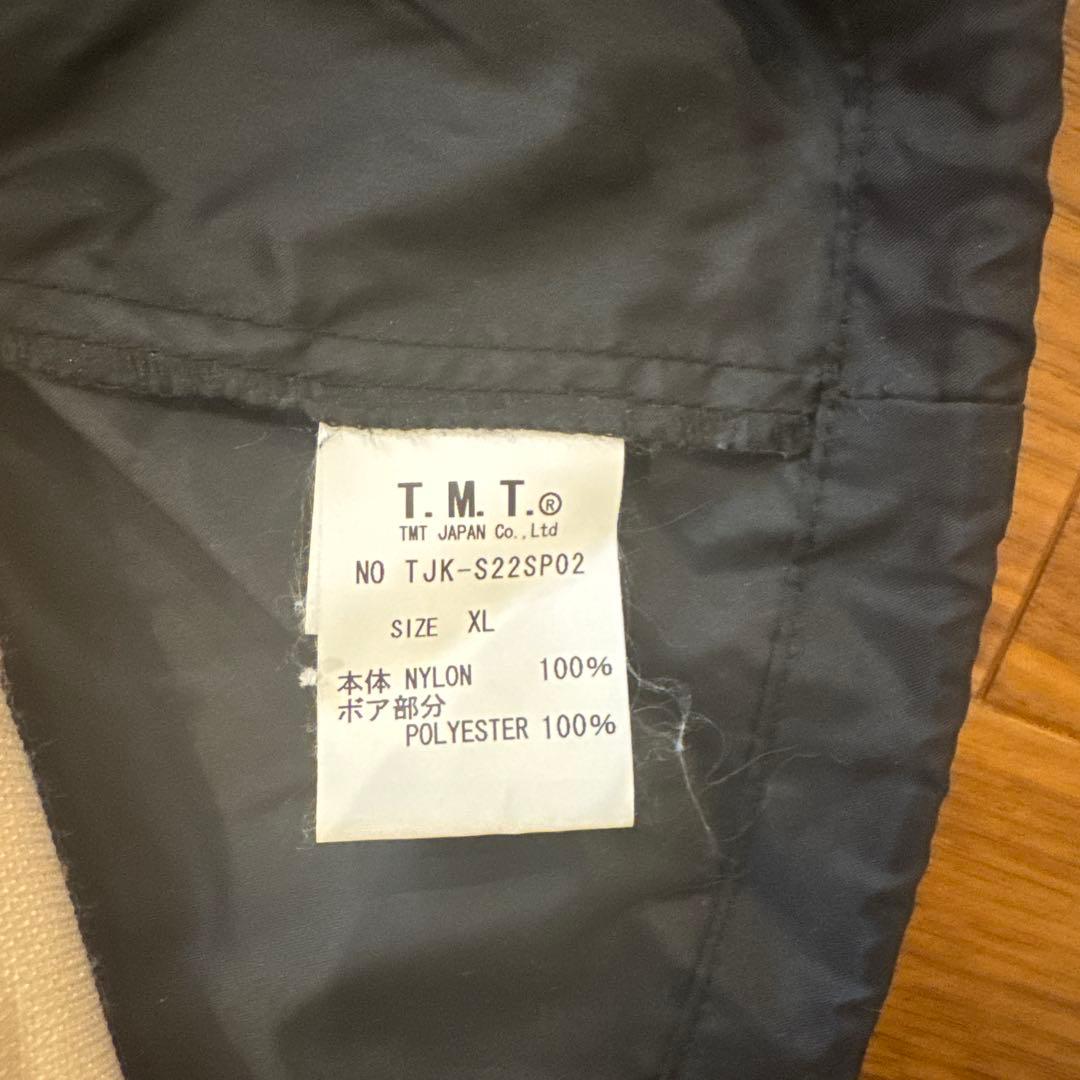 T.M.T.®
TMT JAPAN Co.,Ltd
NO TJK-S22SP02
SIZE XL
本体 NYLON 100%
ボア部分
POLYESTER 100%